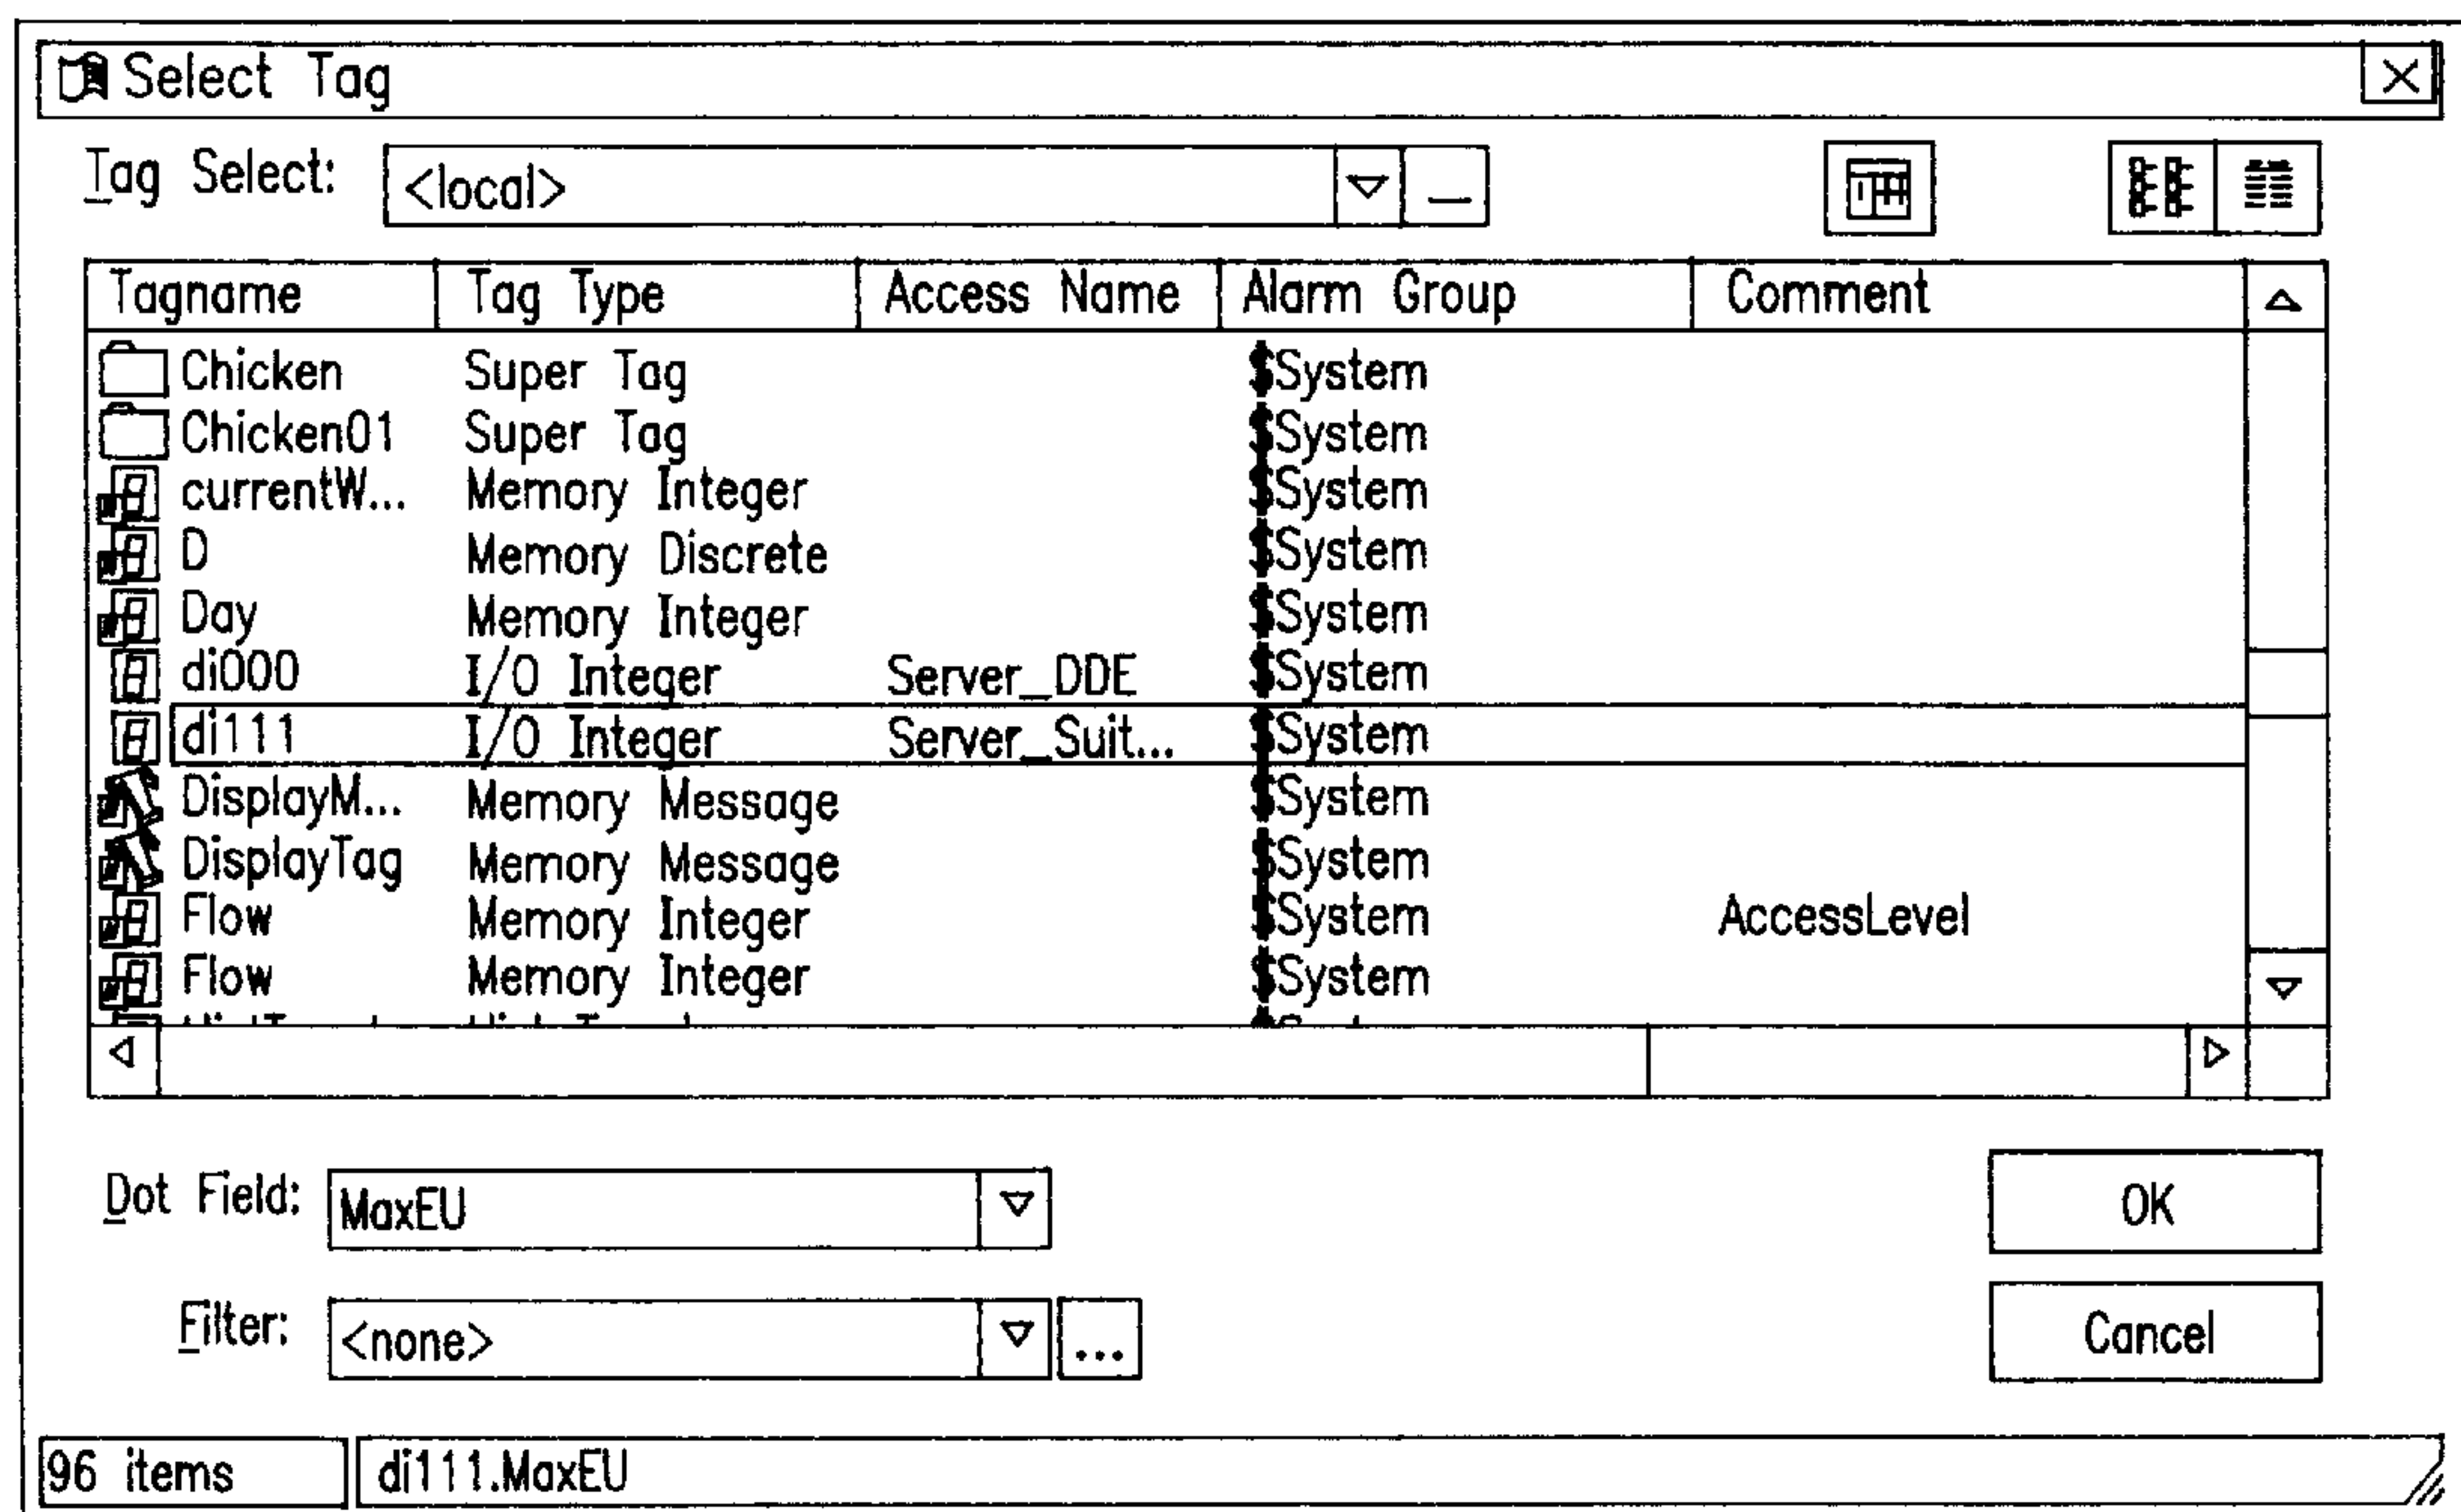 Select Tag
Tag Select: <local>
Tagname Tag Type Access Name Alarm Group Comment
Chicken Super Tag $System
Chicken01 Super Tag $System
currentW... Memory Integer $System
D Memory Discrete $System
Day Memory Integer $System
di000 I/O Integer Server_DDE $System
di111 I/O Integer Server_Suit... $System
DisplayM... Memory Message $System
DisplayTag Memory Message $System
Flow Memory Integer $System AccessLevel
Flow Memory Integer $System
Dot Field: MaxEU
OK
Filter: <none> ...
Cancel
96 items di111.MaxEU